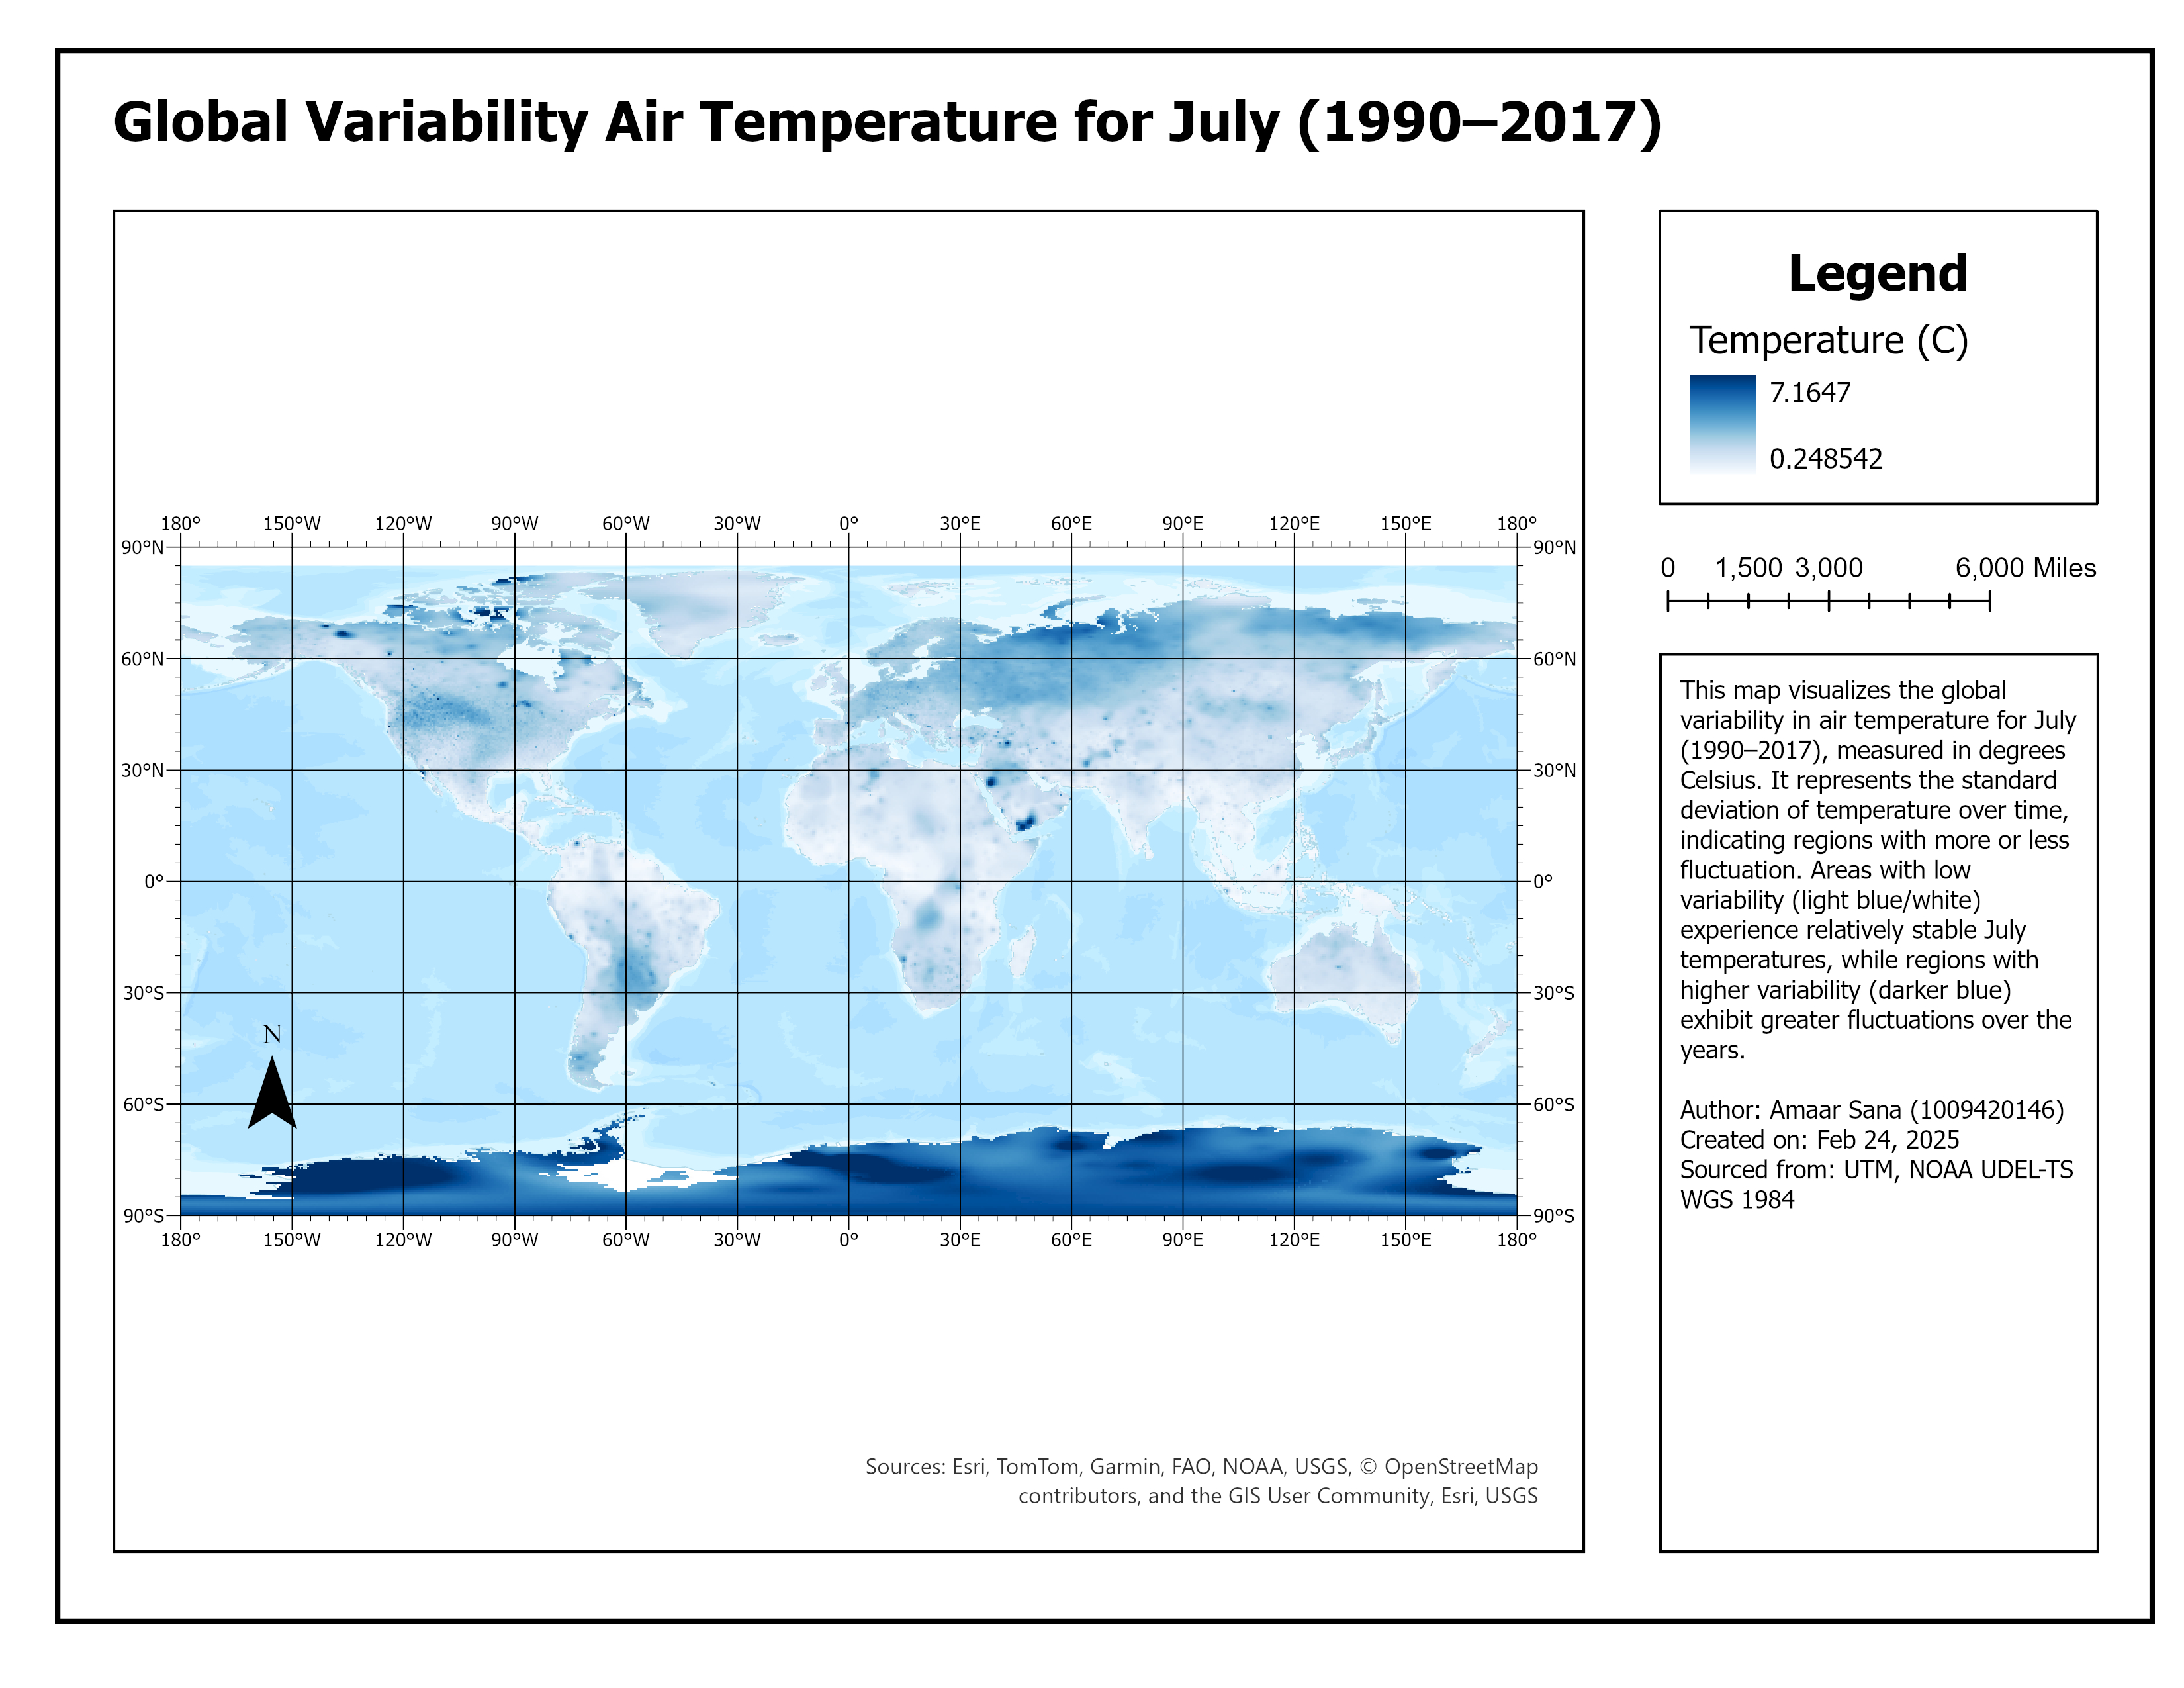 Global Variability Air Temperature for July (1990–2017)
180° 150°W 120°W 90°W 60°W 30°W 0° 30°E 60°E 90°E 120°E 150°E 180°
90°N 90°N
60°N 60°N
30°N 30°N
0° 0°
30°S 30°S
N
60°S 60°S
90°S 90°S
180° 150°W 120°W 90°W 60°W 30°W 0° 30°E 60°E 90°E 120°E 150°E 180°
Sources: Esri, TomTom, Garmin, FAO, NOAA, USGS, © OpenStreetMap
contributors, and the GIS User Community, Esri, USGS
Legend
Temperature (C)
7.1647
0.248542
0 1,500 3,000 6,000 Miles
This map visualizes the global
variability in air temperature for July
(1990–2017), measured in degrees
Celsius. It represents the standard
deviation of temperature over time,
indicating regions with more or less
fluctuation. Areas with low
variability (light blue/white)
experience relatively stable July
temperatures, while regions with
higher variability (darker blue)
exhibit greater fluctuations over the
years.
Author: Amaar Sana (1009420146)
Created on: Feb 24, 2025
Sourced from: UTM, NOAA UDEL-TS
WGS 1984